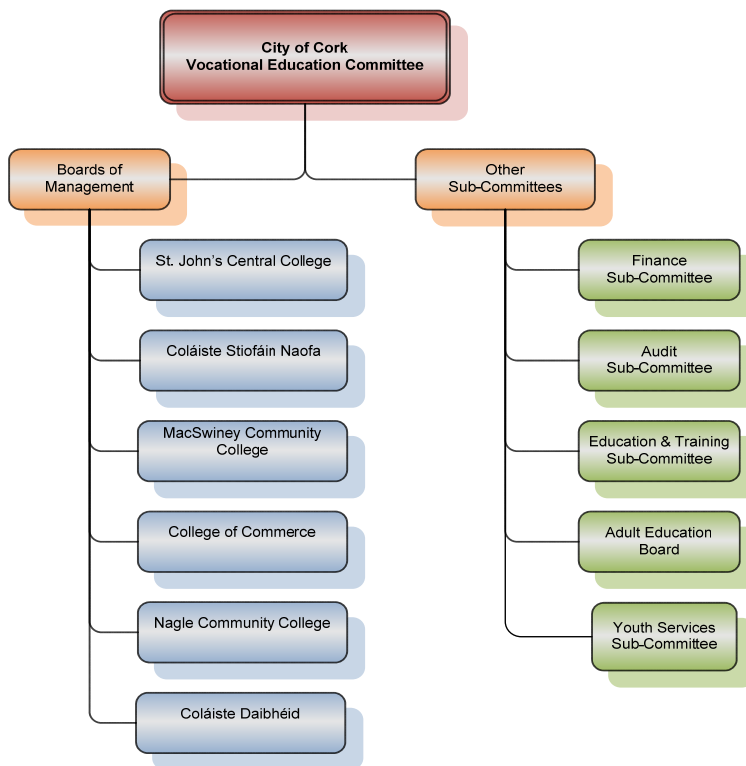 City of Cork
Vocational Education Committee
Boards of
Management
Other
Sub-Committees
St. John's Central College
Coláiste Stiofáin Naofa
MacSwiney Community
College
College of Commerce
Nagle Community College
Coláiste Daibhéid
Finance
Sub-Committee
Audit
Sub-Committee
Education & Training
Sub-Committee
Adult Education
Board
Youth Services
Sub-Committee